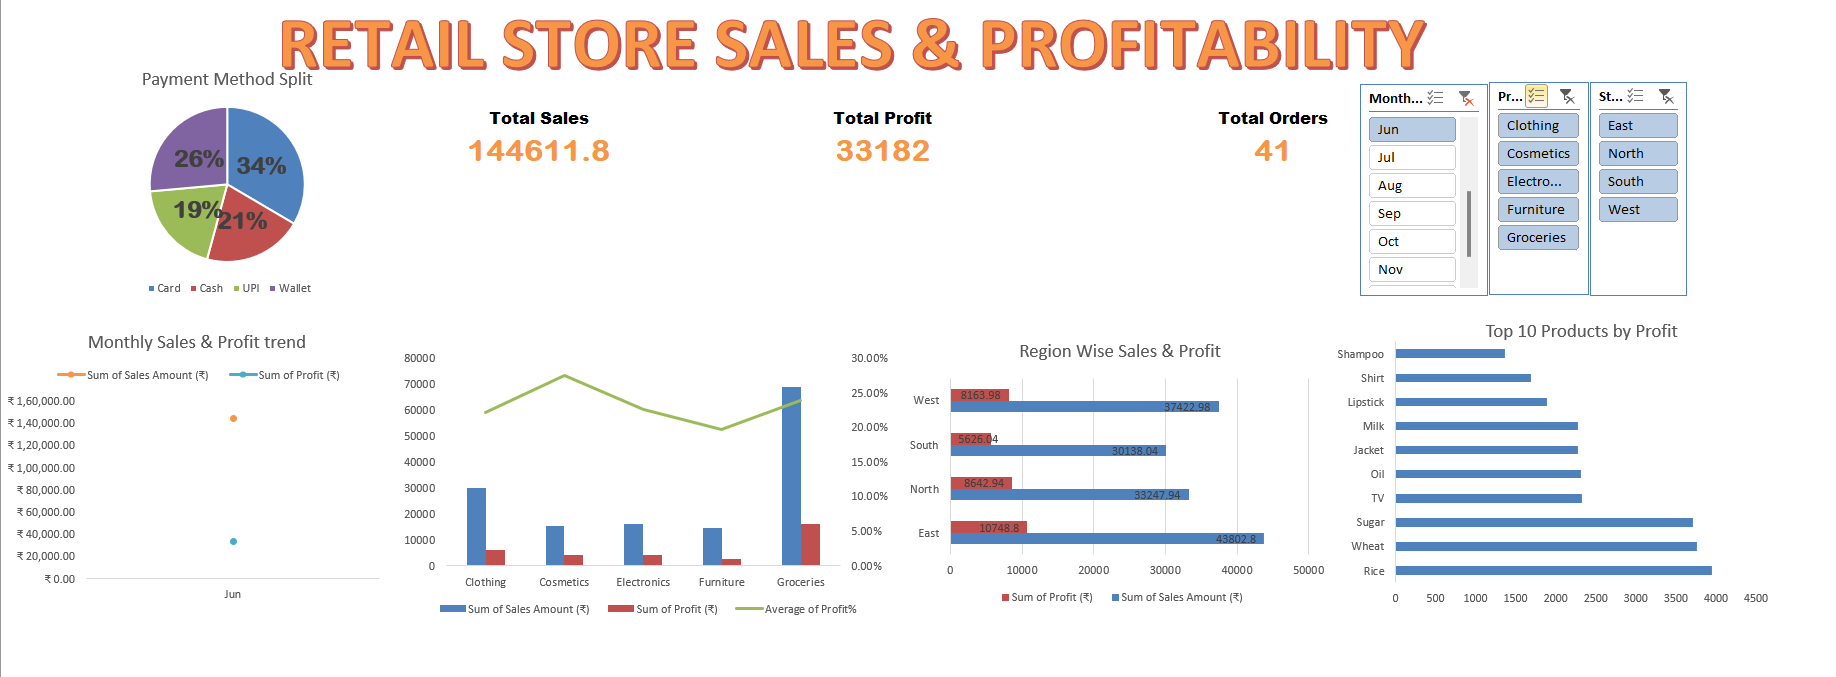 RETAIL STORE SALES & PROFITABILITY
Payment Method Split
34%
26%
19%
21%
Card Cash UPI Wallet
Total Sales
144611.8
Total Profit
33182
Total Orders
41
Month...
Jun
Jul
Aug
Sep
Oct
Nov
Pr...
Clothing
Cosmetics
Electro...
Furniture
Groceries
St...
East
North
South
West
Monthly Sales & Profit trend
Sum of Sales Amount (₹) Sum of Profit (₹)
₹ 1,60,000.00
₹ 1,40,000.00
₹ 1,20,000.00
₹ 1,00,000.00
₹ 80,000.00
₹ 60,000.00
₹ 40,000.00
₹ 20,000.00
₹ 0.00
Jun
80000
70000
60000
50000
40000
30000
20000
10000
0
30.00%
25.00%
20.00%
15.00%
10.00%
5.00%
0.00%
Clothing Cosmetics Electronics Furniture Groceries
Sum of Sales Amount (₹) Sum of Profit (₹) Average of Profit%
Region Wise Sales & Profit
West
8163.98
37422.98
South
5626.04
30138.04
North
8642.94
33247.94
East
10748.8
43802.8
0 10000 20000 30000 40000 50000
Sum of Profit (₹) Sum of Sales Amount (₹)
Top 10 Products by Profit
Shampoo
Shirt
Lipstick
Milk
Jacket
Oil
TV
Sugar
Wheat
Rice
0 500 1000 1500 2000 2500 3000 3500 4000 4500